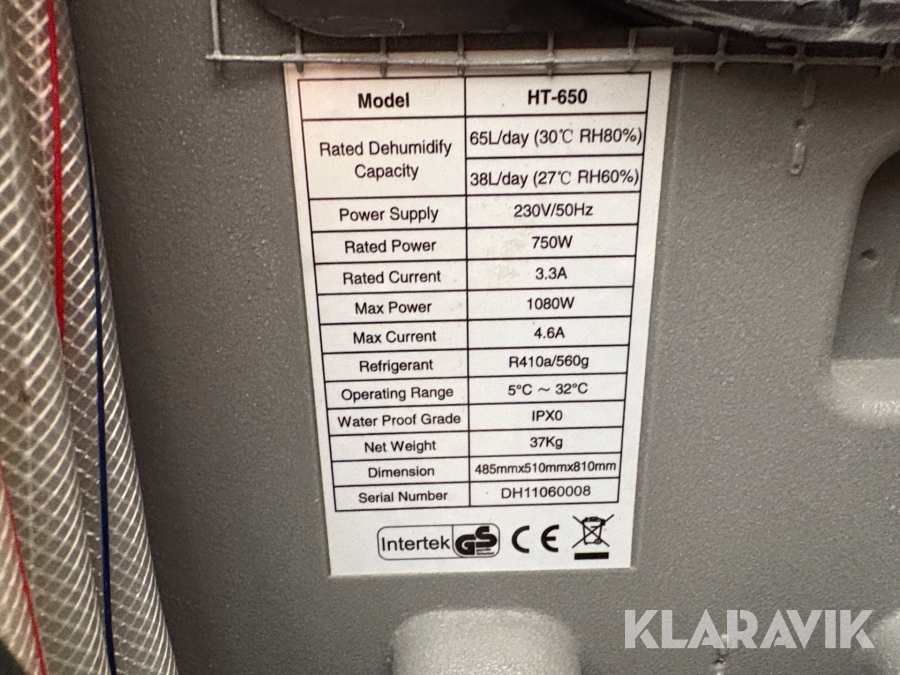 Model HT-650
Rated Dehumidify Capacity 65L/day (30℃ RH80%)
38L/day (27℃ RH60%)
Power Supply 230V/50Hz
Rated Power 750W
Rated Current 3.3A
Max Power 1080W
Max Current 4.6A
Refrigerant R410a/560g
Operating Range 5°C ~ 32°C
Water Proof Grade IPX0
Net Weight 37Kg
Dimension 485mmx510mmx810mm
Serial Number DH11060008
Intertek GS CE
KLARAVIK